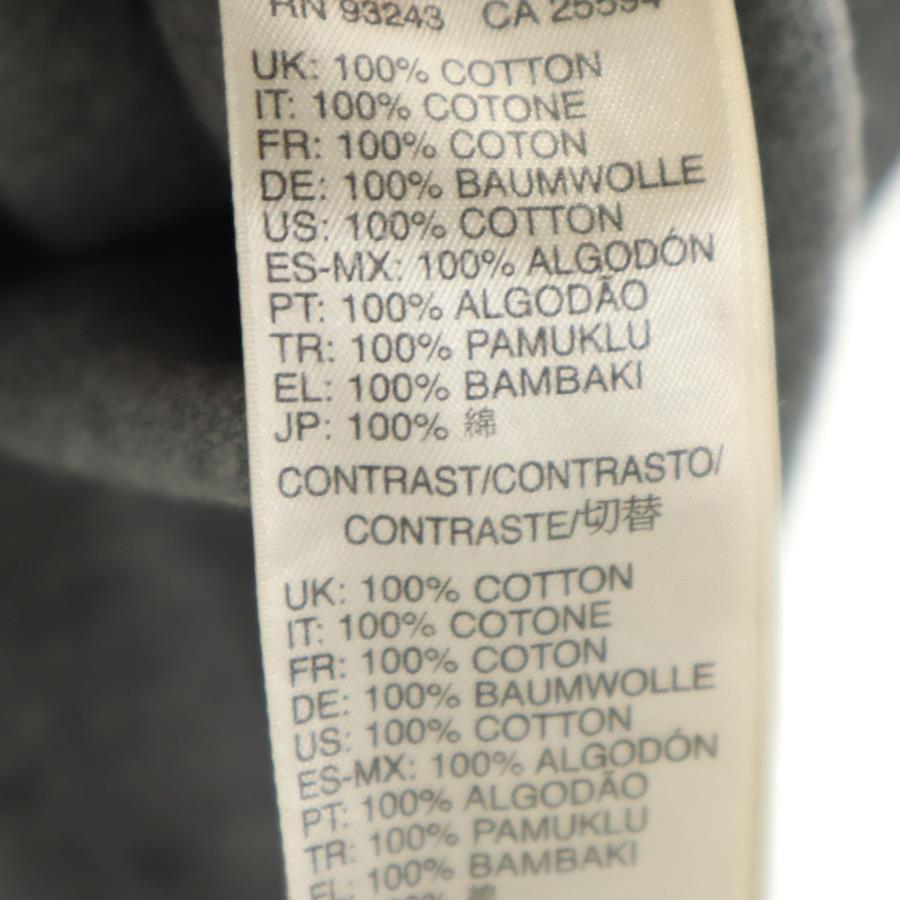 RN 93243 CA 25594
UK: 100% COTTON
IT: 100% COTONE
FR: 100% COTON
DE: 100% BAUMWOLLE
US: 100% COTTON
ES-MX: 100% ALGODÓN
PT: 100% ALGODÃO
TR: 100% PAMUKLU
EL: 100% BAMBAKI
JP: 100% 綿
CONTRAST/CONTRASTO/
CONTRASTE/切替
UK: 100% COTTON
IT: 100% COTONE
FR: 100% COTON
DE: 100% BAUMWOLLE
US: 100% COTTON
ES-MX: 100% ALGODÓN
PT: 100% ALGODÃO
TR: 100% PAMUKLU
EL: 100% BAMBAKI